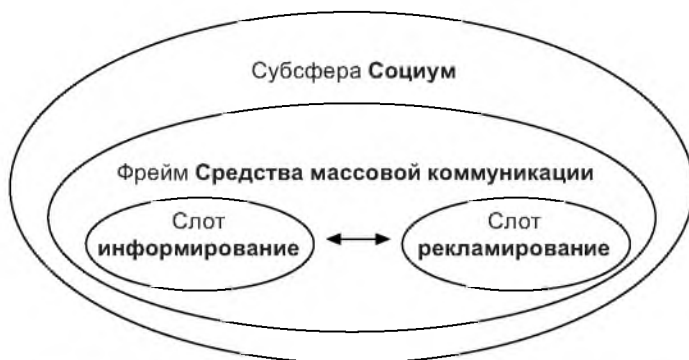 Субсфера Социум
Фрейм Средства массовой коммуникации
Слот
информирование
Слот
рекламирование